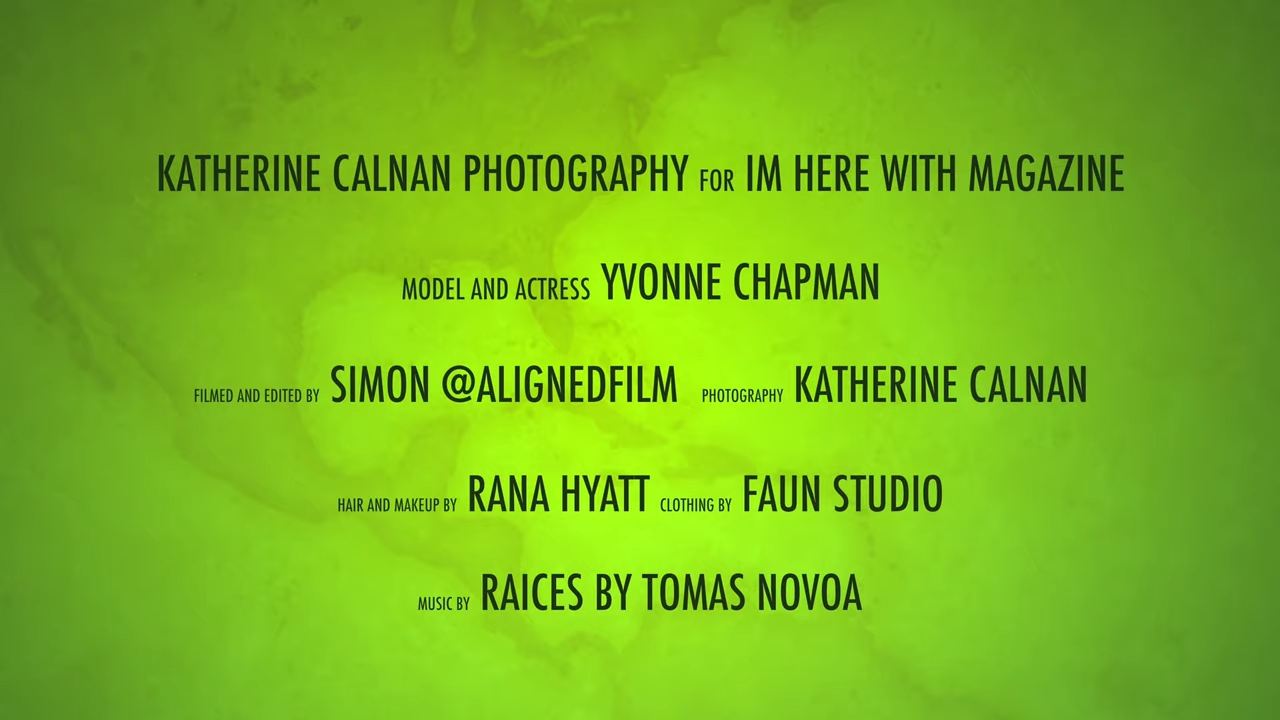 KATHERINE CALNAN PHOTOGRAPHY FOR IM HERE WITH MAGAZINE
MODEL AND ACTRESS YVONNE CHAPMAN
FILMED AND EDITED BY SIMON @ALIGNEDFILM PHOTOGRAPHY KATHERINE CALNAN
HAIR AND MAKEUP BY RANA HYATT CLOTHING BY FAUN STUDIO
MUSIC BY RAICES BY TOMAS NOVOA